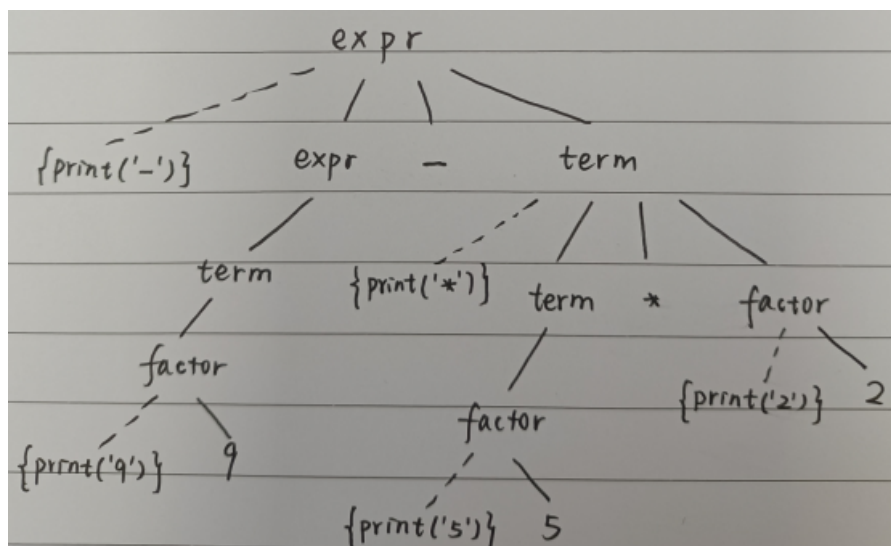 expr
{print('-')} expr - term
term {print('*')} term * factor
factor {print('2')} 2
{print('9')} 9 factor
{print('5')} 5